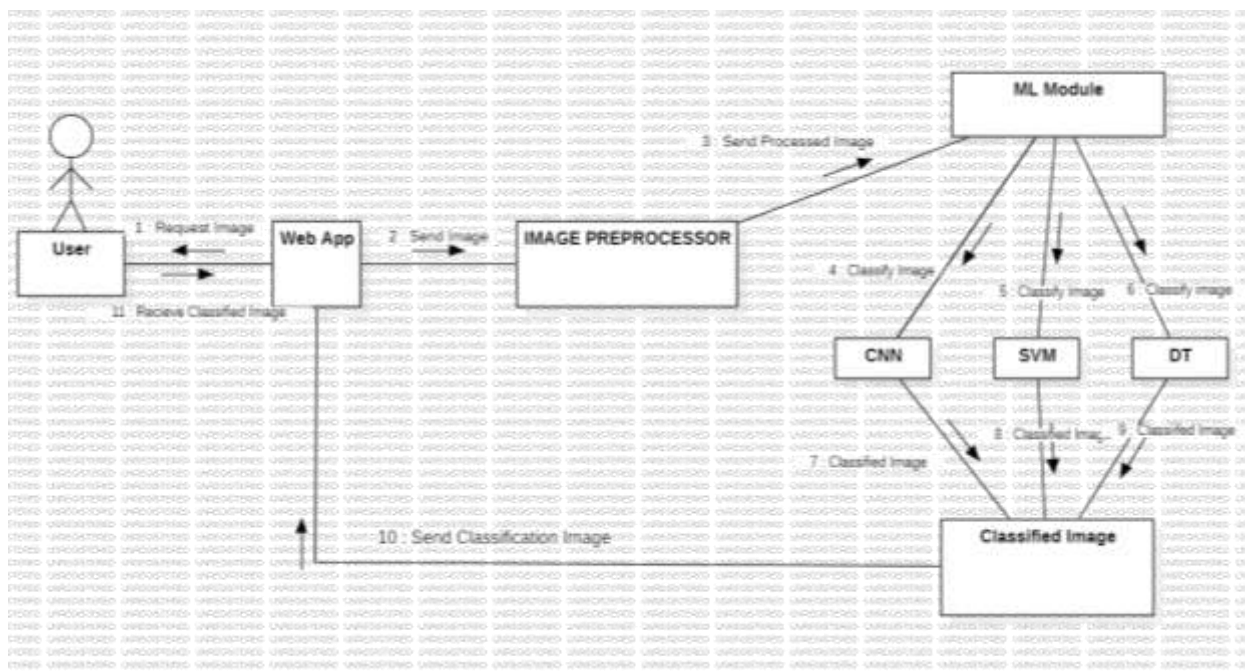 UNREGISTERED
ML Module
3 : Send Processed Image
User
1 : Request Image
Web App
2 : Send Image
IMAGE PREPROCESSOR
11 : Recieve Classified Image
4 : Classify Image
5 : Classify image
6 : Classify image
CNN
SVM
DT
7 : Classified Image
8 : Classified Imag...
9 : Classifed Image
10 : Send Classification Image
Classified Image